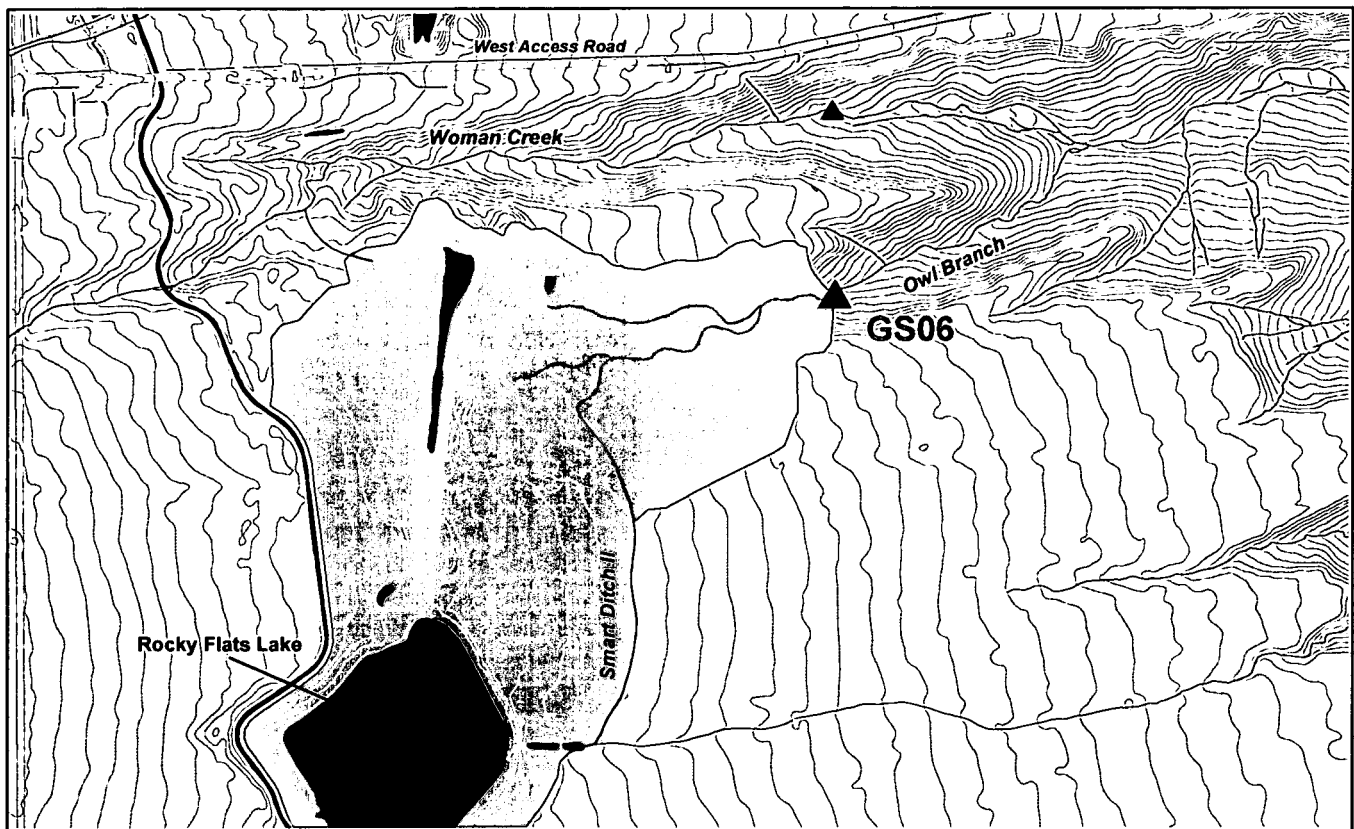 West Access Road
Woman Creek
Owl Branch
GS06
Smart Ditch II
Rocky Flats Lake